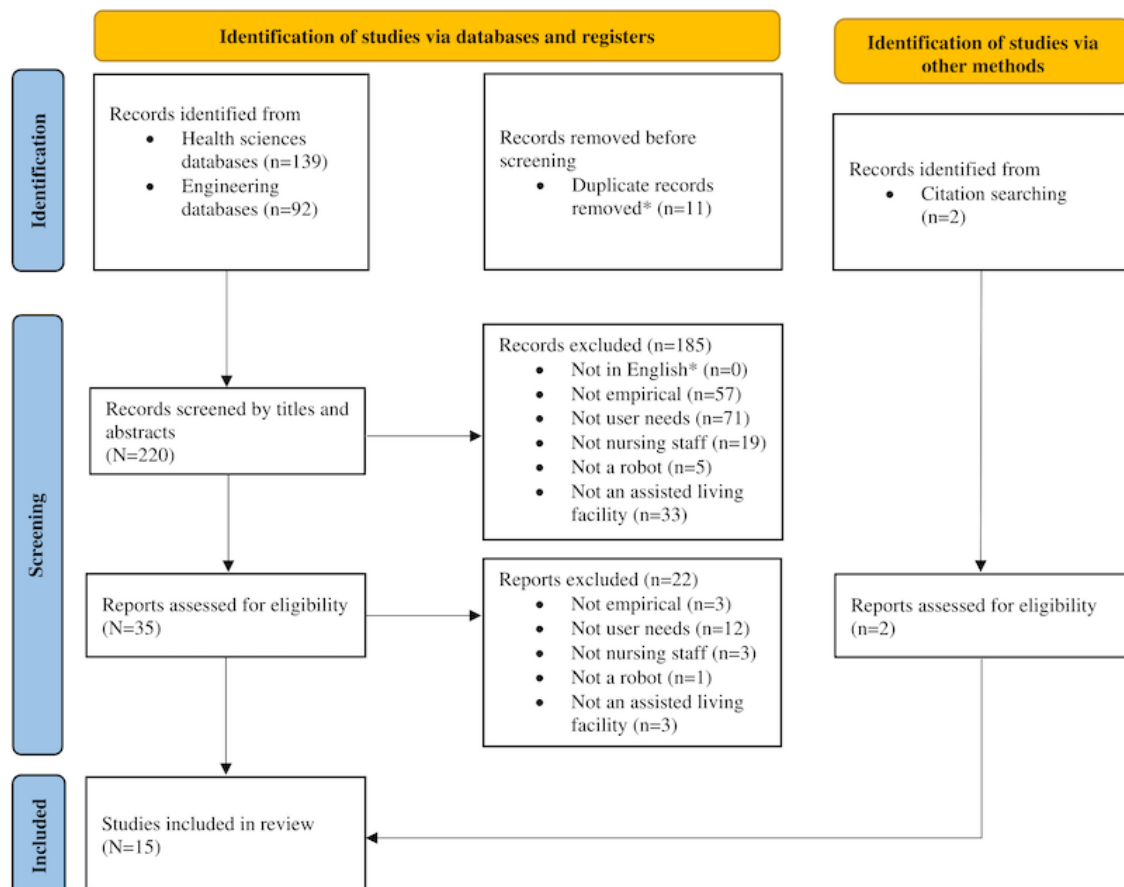 Identification of studies via databases and registers
Identification of studies via
other methods
Identification
Records identified from
• Health sciences
databases (n=139)
• Engineering
databases (n=92)
Records removed before
screening
• Duplicate records
removed* (n=11)
Records identified from
• Citation searching
(n=2)
Screening
Records screened by titles and
abstracts
(N=220)
Records excluded (n=185)
• Not in English* (n=0)
• Not empirical (n=57)
• Not user needs (n=71)
• Not nursing staff (n=19)
• Not a robot (n=5)
• Not an assisted living
facility (n=33)
Reports assessed for eligibility
(N=35)
Reports excluded (n=22)
• Not empirical (n=3)
• Not user needs (n=12)
• Not nursing staff (n=3)
• Not a robot (n=1)
• Not an assisted living
facility (n=3)
Reports assessed for eligibility
(n=2)
Included
Studies included in review
(N=15)